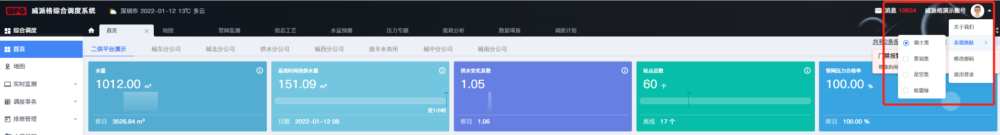 WPG 威派格综合调度系统 深圳市 2022-01-12 13℃ 多云 消息 10924 威派格演示账号
综合调度 首页 地图 管网监测 组态工艺 水量预测 压力专题 能耗分析 数据填报 调度计划 关于我们
首页 二供平台演示 城东分公司 城北分公司 供水分公司 城西分公司 唐丰水务所 城中分公司 城南分公司 共有2条报
骑士黑 系统换肤
门禁报警
尊敬的用
雾羽黑 修改密码
星空黑 退出登录
松霜绿
地图
实时监测
调度事务
排班管理
水量
1012.00 m³
昨日 3526.84 m³
最高时间段供水量
151.09 m³
近1小时
日期 2022-01-12 08
供水变化系数
1.05
昨日 1.06
站点总数
60 个
离线 17 个
管网压力合格率
100.00 %
昨日 100.00 %